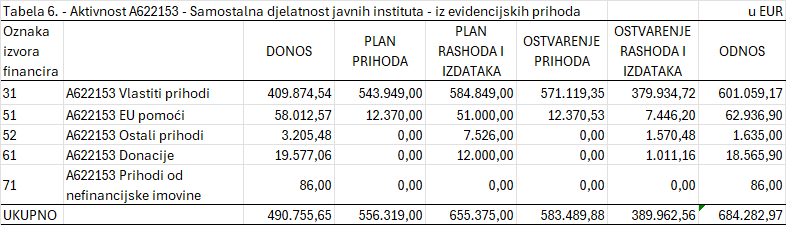 Tabela 6. - Aktivnost A622153 - Samostalna djelatnost javnih instituta - iz evidencijskih prihoda u EUR
Oznaka izvora financira DONOS PLAN PRIHODA PLAN RASHODA I IZDATAKA OSTVARENJE PRIHODA OSTVARENJE RASHODA I IZDATAKA ODNOS
31 A622153 Vlastiti prihodi 409.874,54 543.949,00 584.849,00 571.119,35 379.934,72 601.059,17
51 A622153 EU pomoći 58.012,57 12.370,00 51.000,00 12.370,53 7.446,20 62.936,90
52 A622153 Ostali prihodi 3.205,48 0,00 7.526,00 0,00 1.570,48 1.635,00
61 A622153 Donacije 19.577,06 0,00 12.000,00 0,00 1.011,16 18.565,90
71 A622153 Prihodi od nefinancijske imovine 86,00 0,00 0,00 0,00 0,00 86,00
UKUPNO 490.755,65 556.319,00 655.375,00 583.489,88 389.962,56 684.282,97